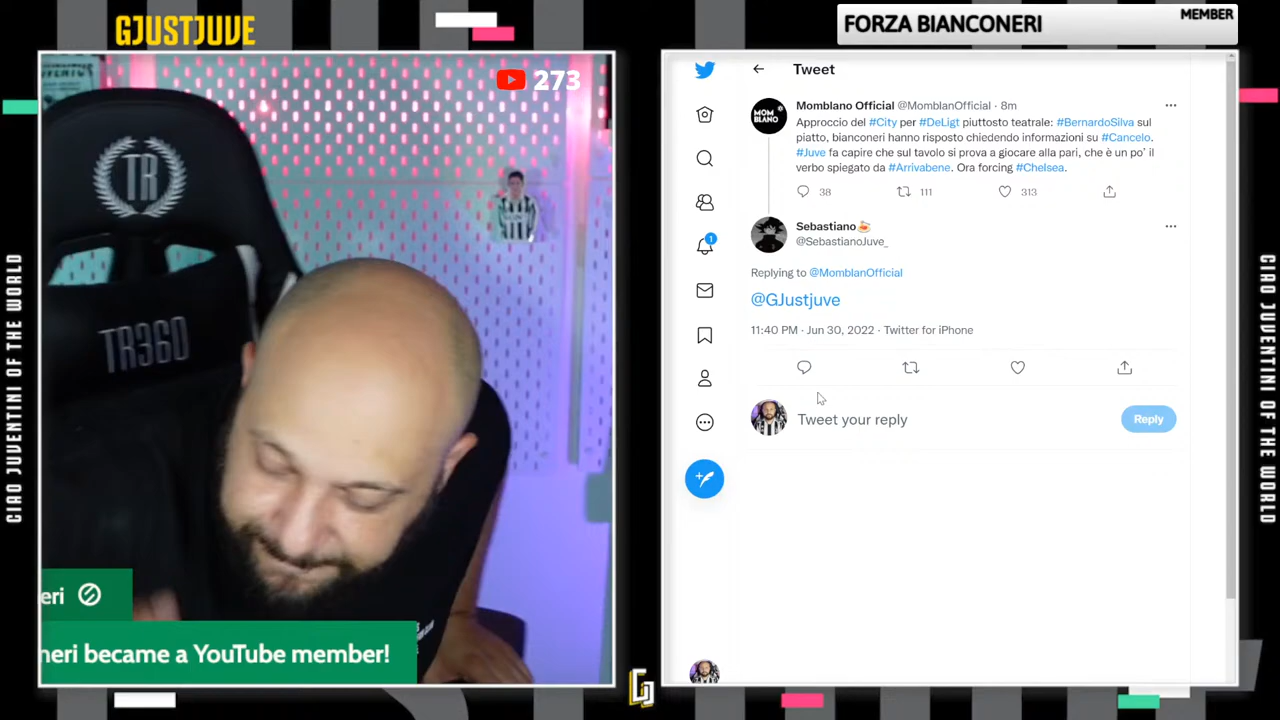 GJUSTJUVE
FORZA BIANCONERI
MEMBER
273
TR
TR360
eri
neri became a YouTube member!
CIAO JUVENTINI OF THE WORLD
Tweet
Momblano Official @MomblanOfficial · 8m
MOM
BLANO
Approccio del #City per #DeLigt piuttosto teatrale: #BernardoSilva sul
piatto, bianconeri hanno risposto chiedendo informazioni su #Cancelo.
#Juve fa capire che sul tavolo si prova a giocare alla pari, che è un po’ il
verbo spiegato da #Arrivabene. Ora forcing #Chelsea.
38 111 313
1
Sebastiano
@SebastianoJuve_
Replying to @MomblanOfficial
@GJustjuve
11:40 PM · Jun 30, 2022 · Twitter for iPhone
Tweet your reply
Reply
CIAO JUVENTINI OF THE WORLD